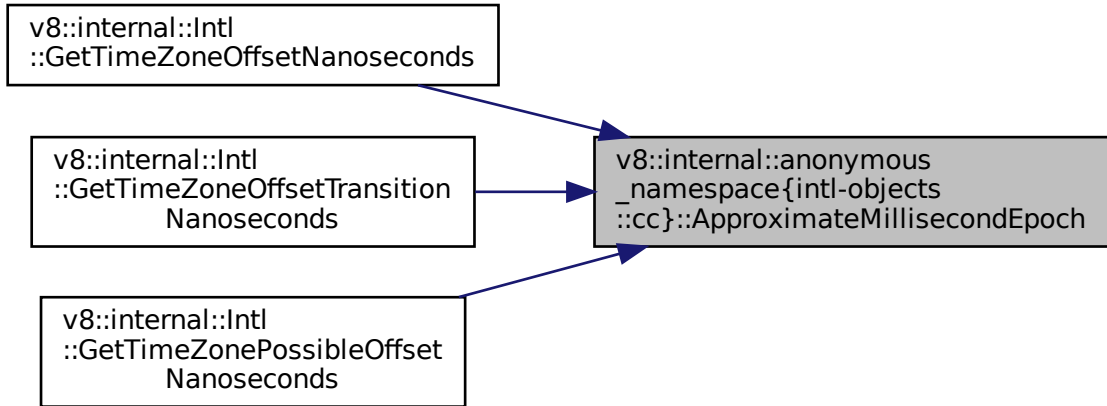 v8::internal::Intl
::GetTimeZoneOffsetNanoseconds
v8::internal::Intl
::GetTimeZoneOffsetTransition
Nanoseconds
v8::internal::Intl
::GetTimeZonePossibleOffset
Nanoseconds
v8::internal::anonymous
_namespace{intl-objects
::cc}::ApproximateMillisecondEpoch